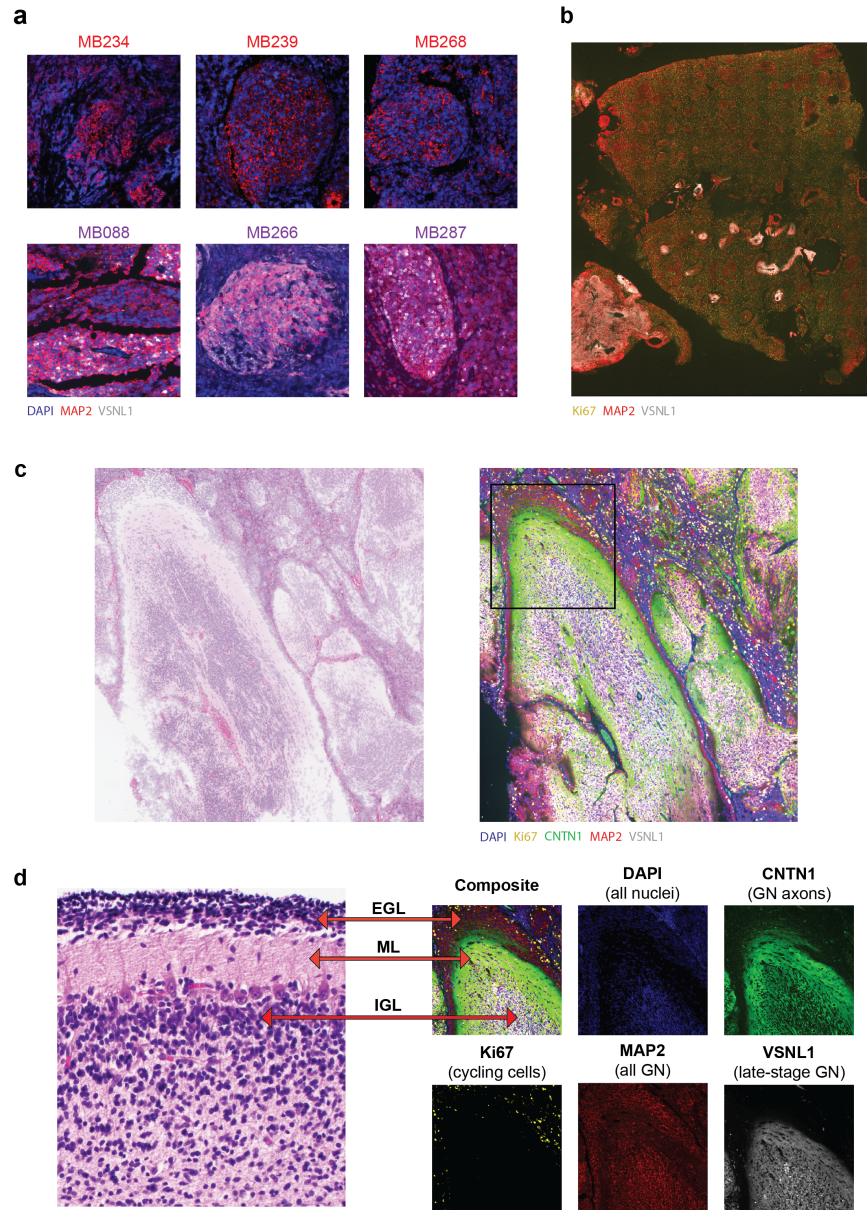 a
MB234 MB239 MB268
MB088 MB266 MB287
DAPI MAP2 VSNL1
b
Ki67 MAP2 VSNL1
c
DAPI Ki67 CNTN1 MAP2 VSNL1
d
EGL
ML
IGL
Composite
DAPI
(all nuclei)
CNTN1
(GN axons)
Ki67
(cycling cells)
MAP2
(all GN)
VSNL1
(late-stage GN)